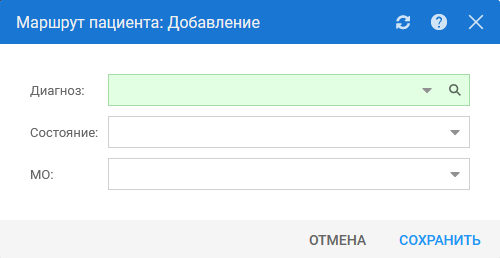 Маршрут пациента: Добавление
Диагноз:
Состояние:
МО:
ОТМЕНА СОХРАНИТЬ